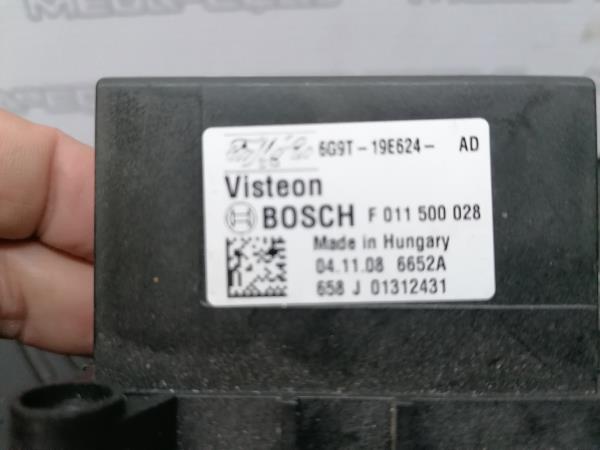 6G9T-19E624- AD
Visteon
BOSCH F 011 500 028
Made in Hungary
04.11.08 6652A
658 J 01312431